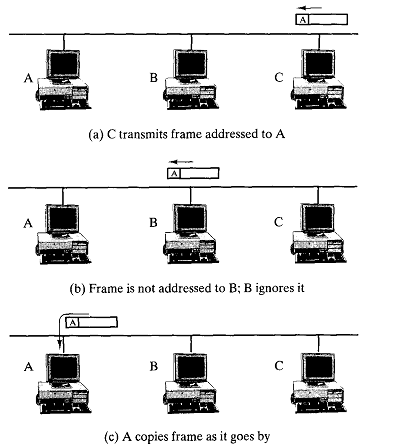 A
A
B
C
(a) C transmits frame addressed to A
A
A
B
C
(b) Frame is not addressed to B; B ignores it
A
A
B
C
(c) A copies frame as it goes by